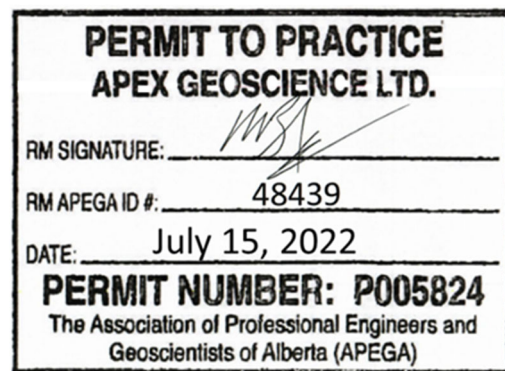 PERMIT TO PRACTICE
APEX GEOSCIENCE LTD.
RM SIGNATURE:
RM APEGA ID #: 48439
DATE: July 15, 2022
PERMIT NUMBER: P005824
The Association of Professional Engineers and
Geoscientists of Alberta (APEGA)